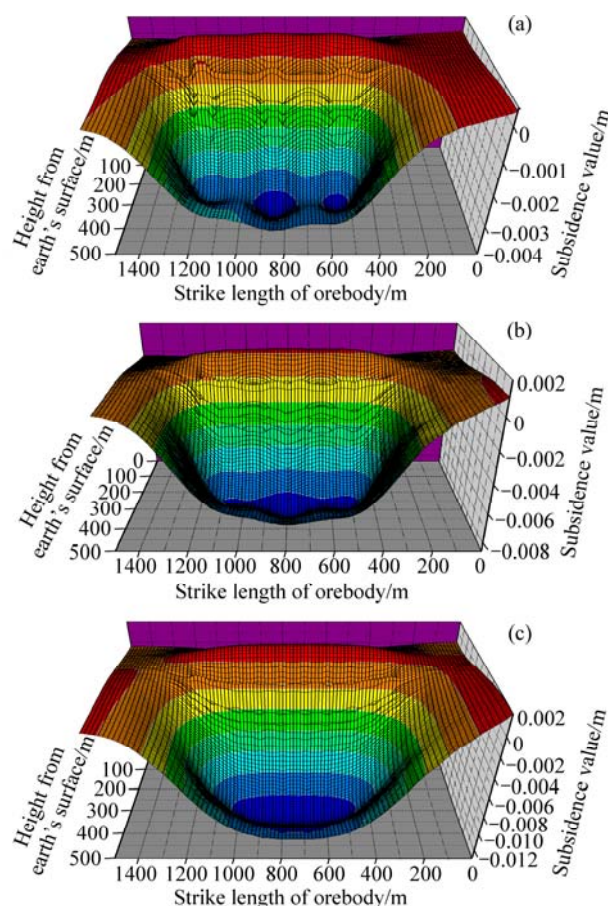 (a)
Height from
earth's surface/m
100
200
300
400
500
1400 1200 1000 800 600 400 200 0
Strike length of orebody/m
0
−0.001
−0.002
−0.003
−0.004
Subsidence value/m
(b)
Height from
earth's surface/m
0
100
200
300
400
500
1400 1200 1000 800 600 400 200 0
Strike length of orebody/m
0.002
0
−0.002
−0.004
−0.006
−0.008
Subsidence value/m
(c)
Height from
earth's surface/m
100
200
300
400
500
1400 1200 1000 800 600 400 200 0
Strike length of orebody/m
0.002
0
−0.002
−0.004
−0.006
−0.008
−0.010
−0.012
Subsidence value/m